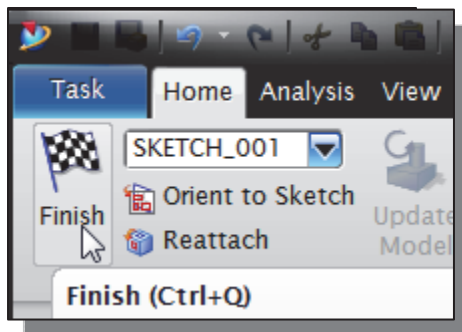 Task Home Analysis View
SKETCH_001
Orient to Sketch
Finish
Update
Reattach
Model
Finish (Ctrl+Q)